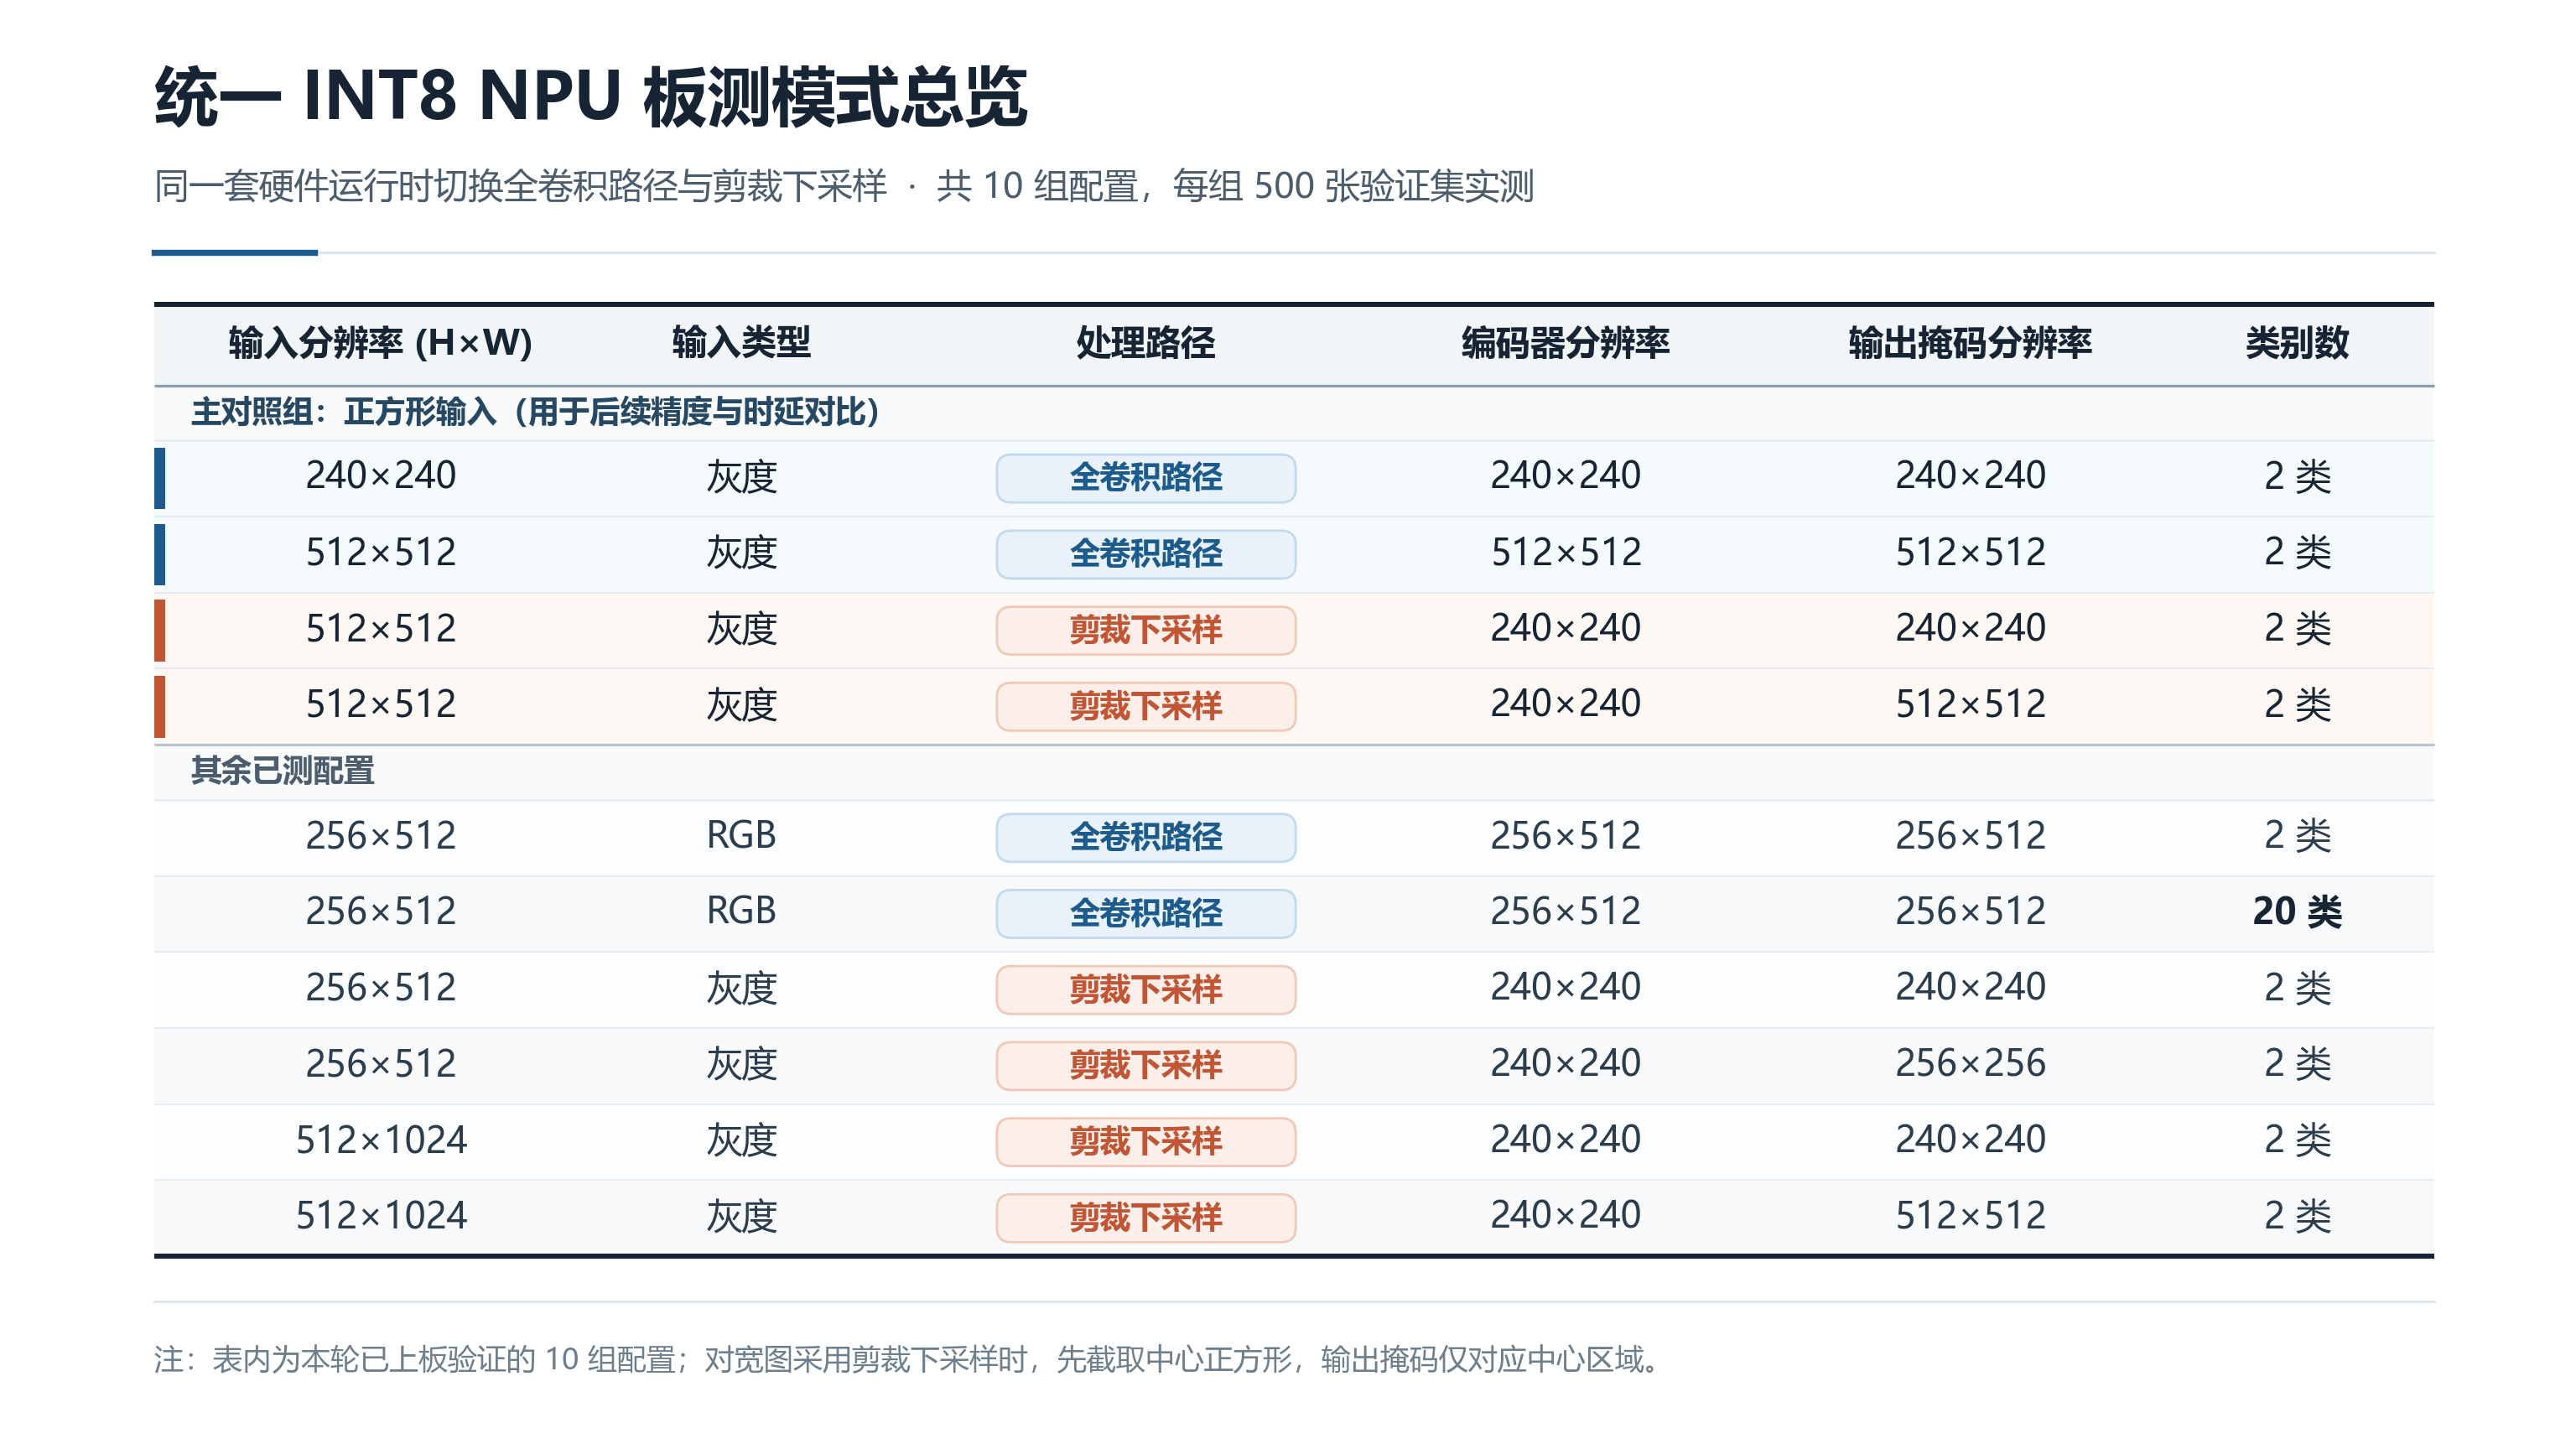 统一 INT8 NPU 板测模式总览
同一套硬件运行时切换全卷积路径与剪裁下采样 · 共 10 组配置，每组 500 张验证集实测
输入分辨率 (H×W) 输入类型 处理路径 编码器分辨率 输出掩码分辨率 类别数
主对照组：正方形输入（用于后续精度与时延对比）
240×240 灰度 全卷积路径 240×240 240×240 2 类
512×512 灰度 全卷积路径 512×512 512×512 2 类
512×512 灰度 剪裁下采样 240×240 240×240 2 类
512×512 灰度 剪裁下采样 240×240 512×512 2 类
其余已测配置
256×512 RGB 全卷积路径 256×512 256×512 2 类
256×512 RGB 全卷积路径 256×512 256×512 20 类
256×512 灰度 剪裁下采样 240×240 240×240 2 类
256×512 灰度 剪裁下采样 240×240 256×256 2 类
512×1024 灰度 剪裁下采样 240×240 240×240 2 类
512×1024 灰度 剪裁下采样 240×240 512×512 2 类
注：表内为本轮已上板验证的 10 组配置；对宽图采用剪裁下采样时，先截取中心正方形，输出掩码仅对应中心区域。